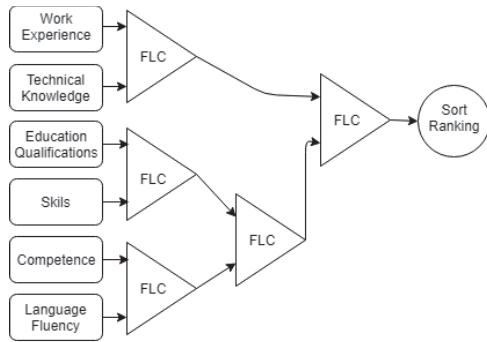 Work
Experience
FLC
Technical
Knowledge
Education
Qualifications
FLC
Skils
Competence
FLC
Language
Fluency
FLC
FLC
Sort
Ranking